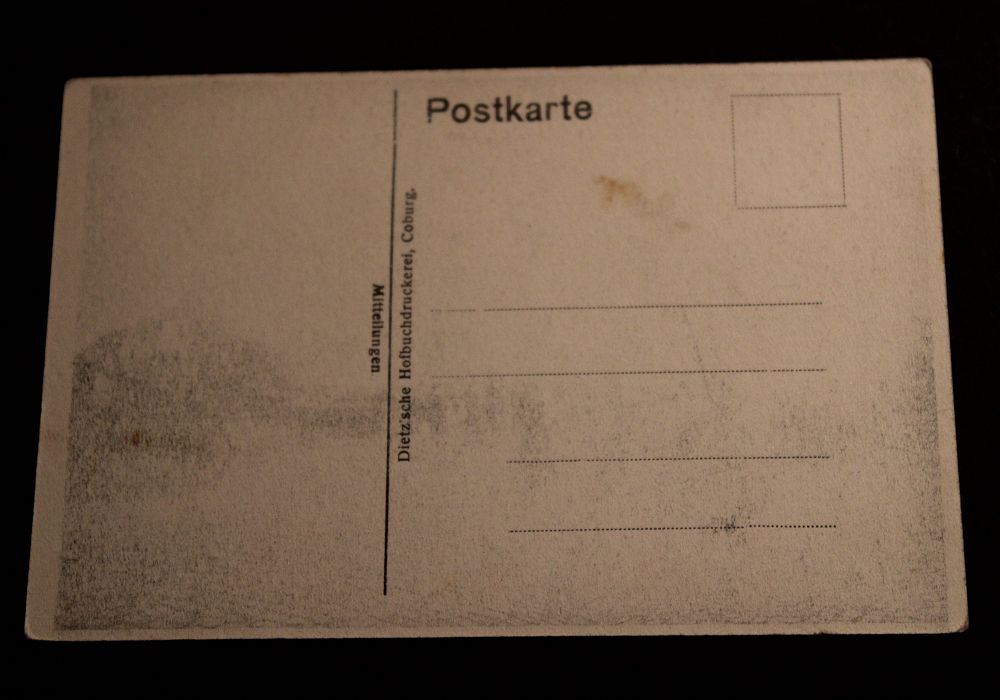 Postkarte
Mitteilungen
Dietz'sche Hofbuchdruckerei, Coburg.